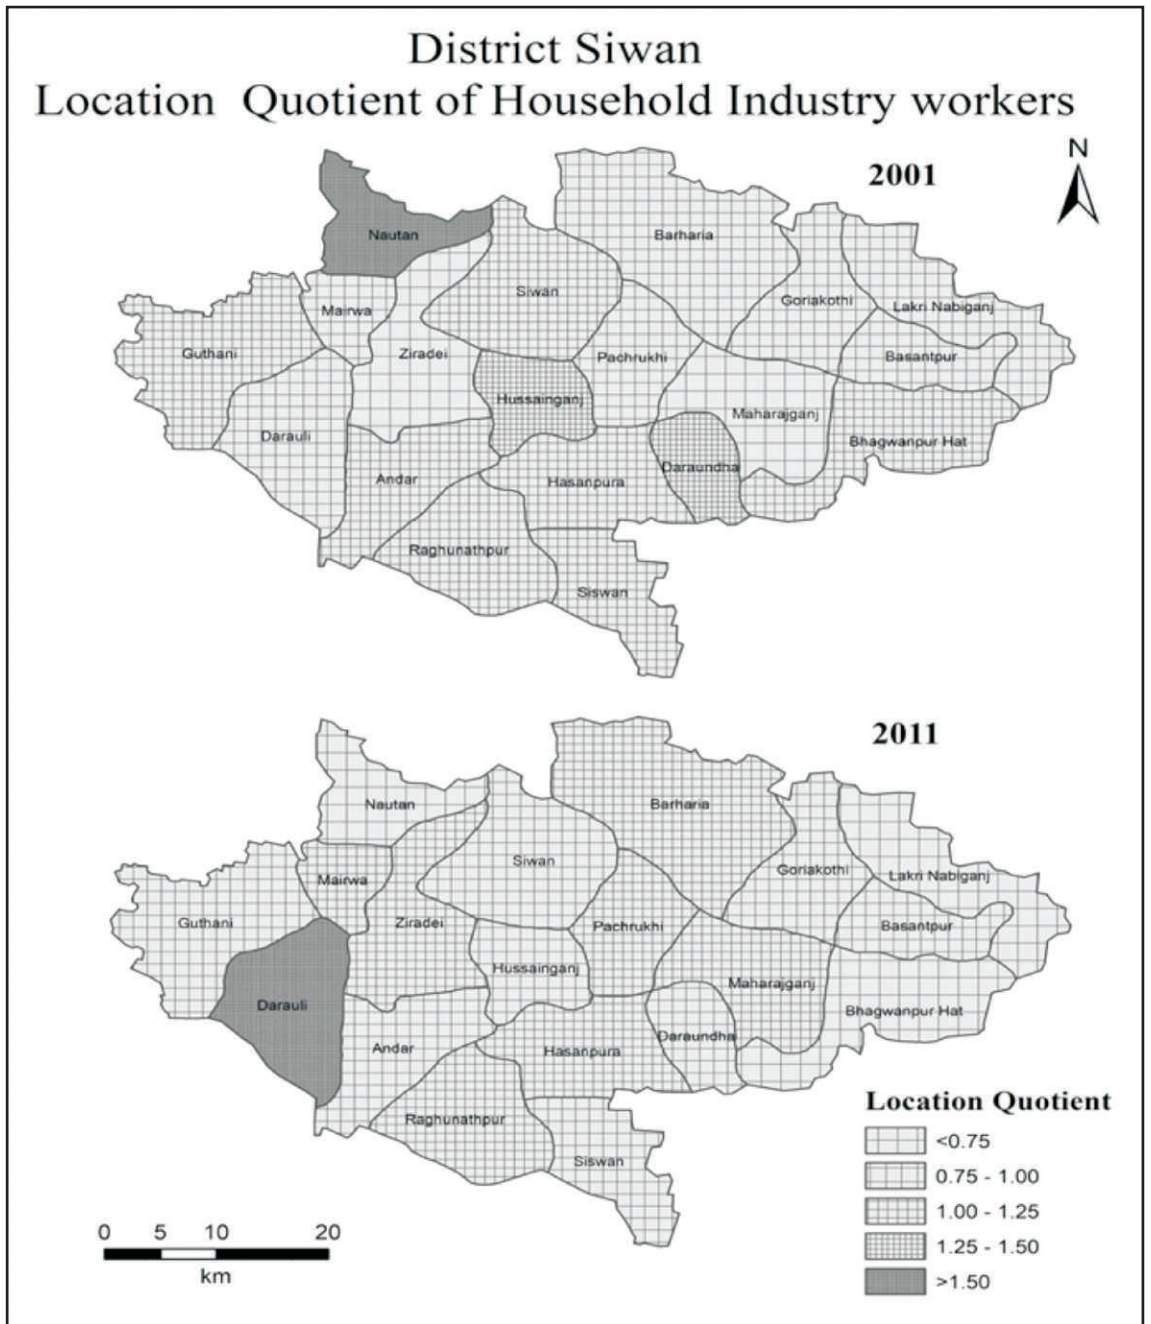 District Siwan
Location Quotient of Household Industry workers
N
2001
Nautan
Barharia
Siwan
Goriakothi
Lakri Nabiganj
Mairwa
Guthani
Ziradei
Pachrukhi
Basantpur
Hussainganj
Maharajganj
Darauli
Bhagwanpur Hat
Daraundha
Andar
Hasanpura
Raghunathpur
Siswan
2011
Nautan
Barharia
Siwan
Goriakothi
Lakri Nabiganj
Mairwa
Guthani
Ziradei
Pachrukhi
Basantpur
Hussainganj
Maharajganj
Darauli
Bhagwanpur Hat
Daraundha
Andar
Hasanpura
Raghunathpur
Siswan
Location Quotient
<0.75
0.75 - 1.00
1.00 - 1.25
1.25 - 1.50
>1.50
0 5 10 20
km